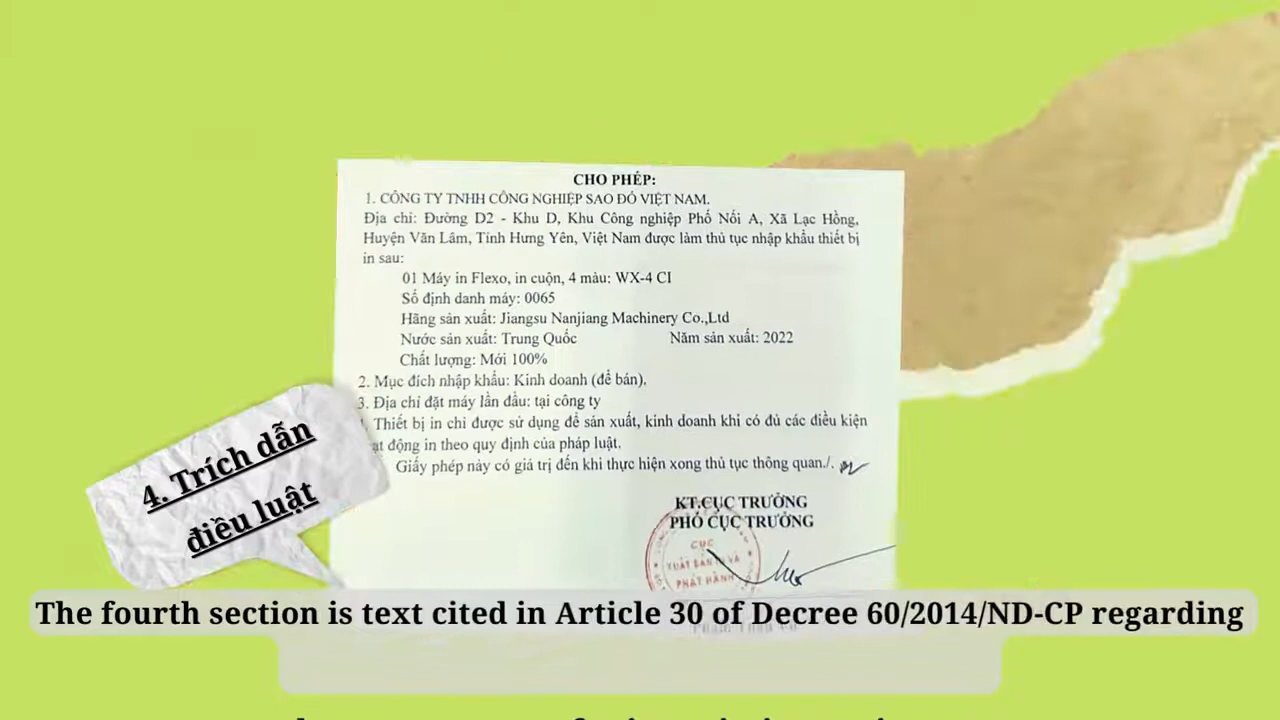 CHO PHÉP:
1. CÔNG TY TNHH CÔNG NGHIỆP SAO ĐỎ VIỆT NAM.
Địa chỉ: Đường D2 - Khu D, Khu Công nghiệp Phố Nối A, Xã Lạc Hồng,
Huyện Văn Lâm, Tỉnh Hưng Yên, Việt Nam được làm thủ tục nhập khẩu thiết bị
in sau:
01 Máy in Flexo, in cuộn, 4 màu: WX-4 CI
Số định danh máy: 0065
Hãng sản xuất: Jiangsu Nanjiang Machinery Co.,Ltd
Nước sản xuất: Trung Quốc Năm sản xuất: 2022
Chất lượng: Mới 100%
2. Mục đích nhập khẩu: Kinh doanh (để bán),
3. Địa chỉ đặt máy lần đầu: tại công ty
Thiết bị in chỉ được sử dụng để sản xuất, kinh doanh khi có đủ các điều kiện
động in theo quy định của pháp luật.
Giấy phép này có giá trị đến khi thực hiện xong thủ tục thông quan./.
4. Trích dẫn
điều luật
KT.CỤC TRƯỞNG
PHÓ CỤC TRƯỞNG
CỤC
XUẤT BẢN IN VÀ
PHÁT HÀNH
The fourth section is text cited in Article 30 of Decree 60/2014/ND-CP regarding